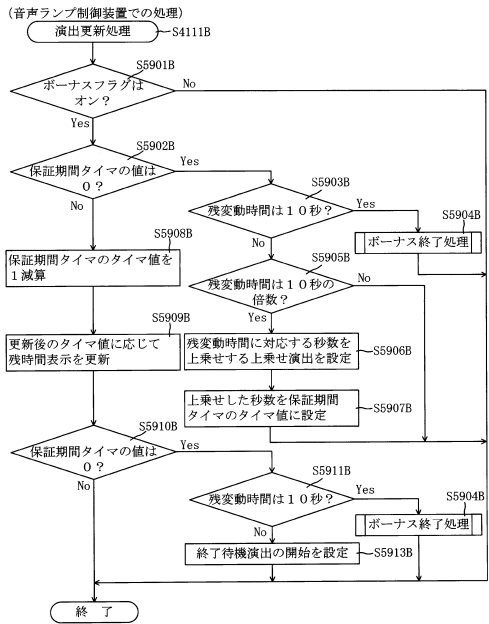 （音声ランプ制御装置での処理）
演出更新処理
S4111B
S5901B
ボーナスフラグは
オン？
No
Yes
S5902B
保証期間タイマの値は
０？
Yes
No
S5903B
残変動時間は１０秒？
Yes
No
S5904B
ボーナス終了処理
S5905B
残変動時間は１０秒の
倍数？
No
Yes
S5908B
保証期間タイマのタイマ値を
１減算
S5909B
更新後のタイマ値に応じて
残時間表示を更新
残変動時間に対応する秒数を
上乗せする上乗せ演出を設定
S5906B
上乗せした秒数を保証期間
タイマのタイマ値に設定
S5907B
S5910B
保証期間タイマの値は
０？
Yes
No
S5911B
残変動時間は１０秒？
Yes
No
S5904B
ボーナス終了処理
終了待機演出の開始を設定
S5913B
終　了